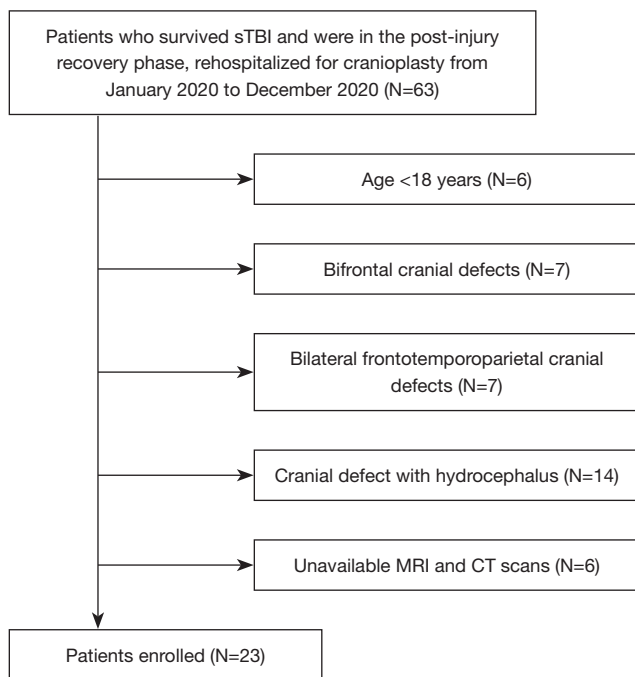 Patients who survived sTBI and were in the post-injury
recovery phase, rehospitalized for cranioplasty from
January 2020 to December 2020 (N=63)
Age <18 years (N=6)
Bifrontal cranial defects (N=7)
Bilateral frontotemporoparietal cranial
defects (N=7)
Cranial defect with hydrocephalus (N=14)
Unavailable MRI and CT scans (N=6)
Patients enrolled (N=23)